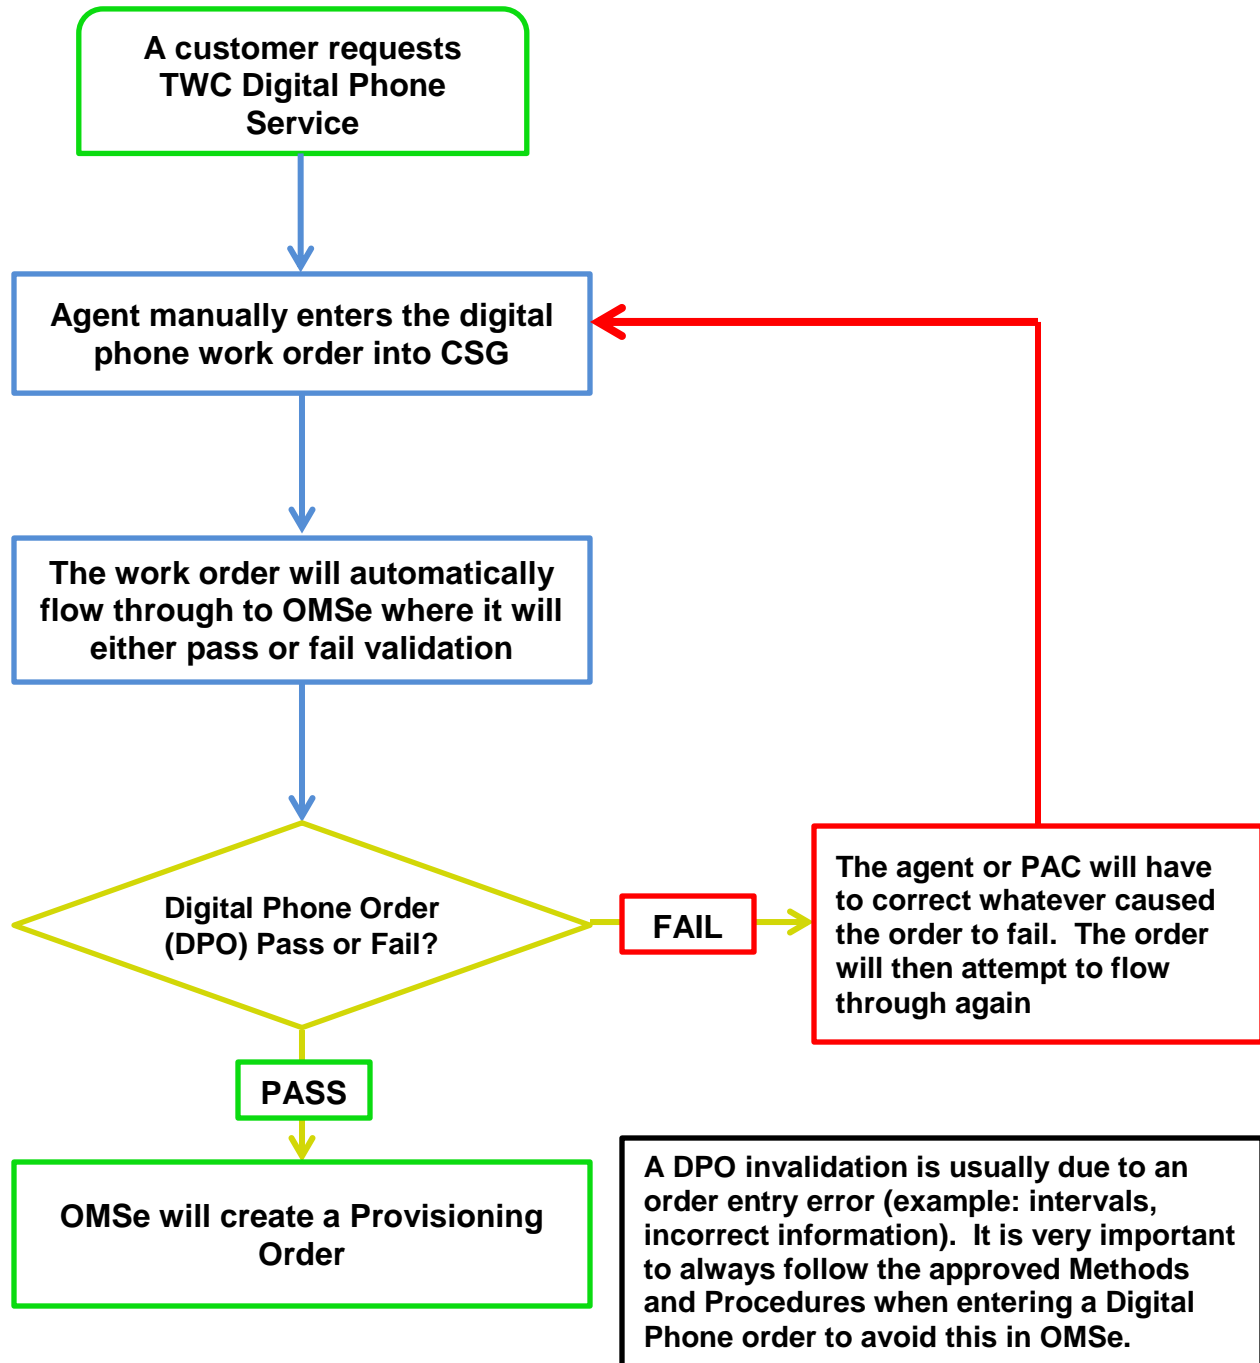 A customer requests
TWC Digital Phone
Service
Agent manually enters the digital
phone work order into CSG
The work order will automatically
flow through to OMSe where it will
either pass or fail validation
Digital Phone Order
(DPO) Pass or Fail?
FAIL
The agent or PAC will have
to correct whatever caused
the order to fail.  The order
will then attempt to flow
through again
PASS
OMSe will create a Provisioning
Order
A DPO invalidation is usually due to an
order entry error (example: intervals,
incorrect information).  It is very important
to always follow the approved Methods
and Procedures when entering a Digital
Phone order to avoid this in OMSe.